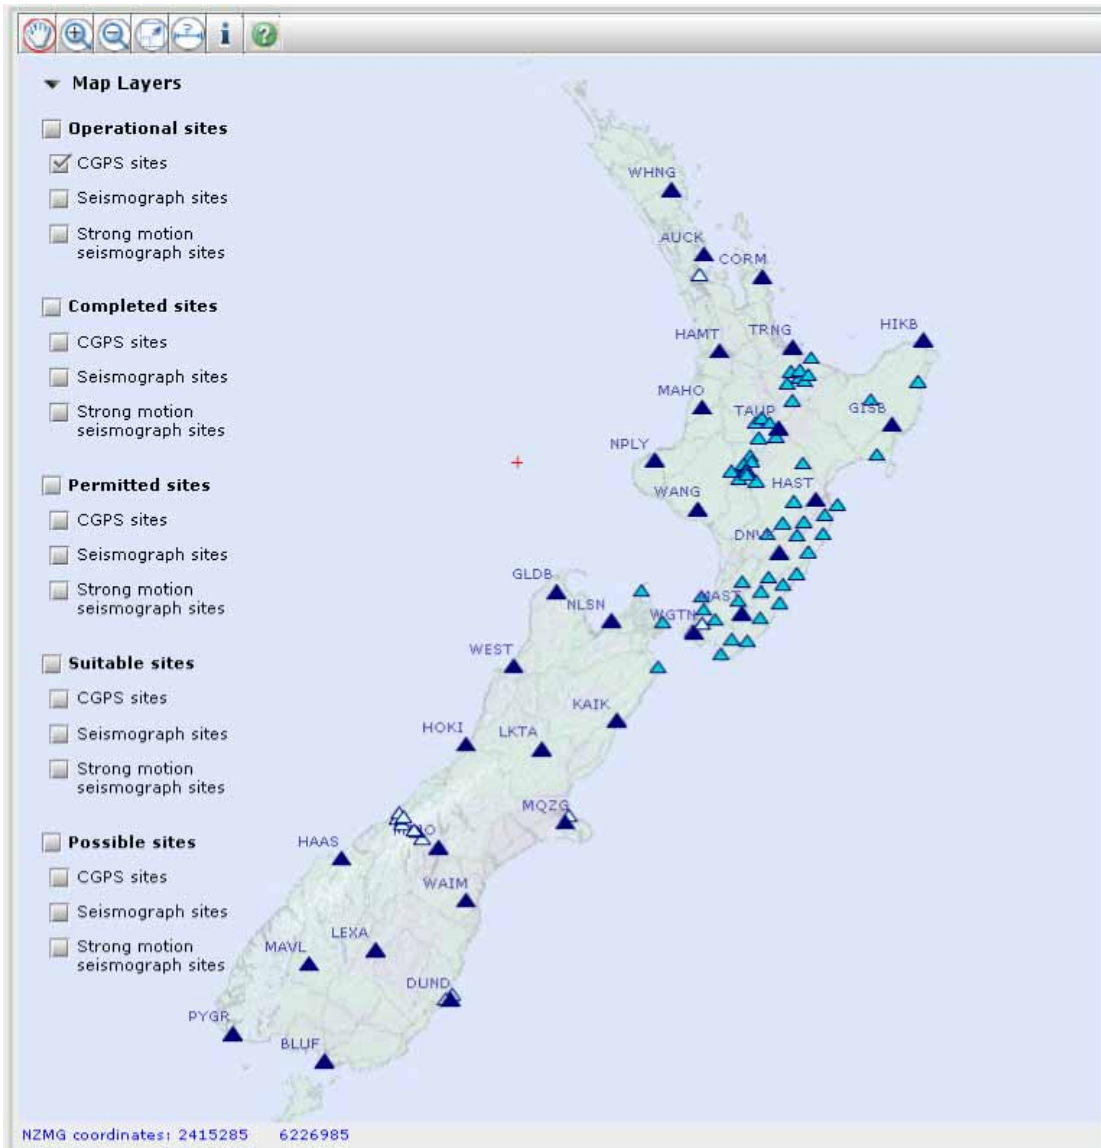 Map Layers
Operational sites
CGPS sites
Seismograph sites
Strong motion
seismograph sites
Completed sites
CGPS sites
Seismograph sites
Strong motion
seismograph sites
Permitted sites
CGPS sites
Seismograph sites
Strong motion
seismograph sites
Suitable sites
CGPS sites
Seismograph sites
Strong motion
seismograph sites
Possible sites
CGPS sites
Seismograph sites
Strong motion
seismograph sites
WHNG
AUCK
CORM
HAMT
TRNG
HIKB
MAHO
TAUP
GISB
NPLY
WANG
HAST
GLDB
NLSN
WGTN
MAST
WEST
KAIK
HOKI
LKTA
MQZG
HAAS
WAIM
LEXA
MAVL
DUND
PYGR
BLUF
NZMG coordinates: 2415285 6226985